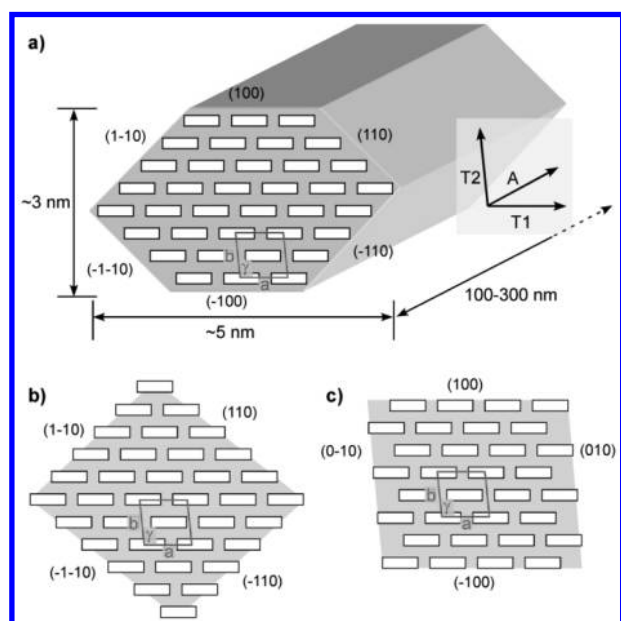 a)
(100)
(1-10)
(110)
~3 nm
T2
A
T1
b
γ
a
(-110)
(-1-10)
(-100)
~5 nm
100-300 nm
b)
(110)
(1-10)
b
γ
a
(-1-10)
(-110)
c)
(100)
(0-10)
(010)
b
γ
a
(-100)